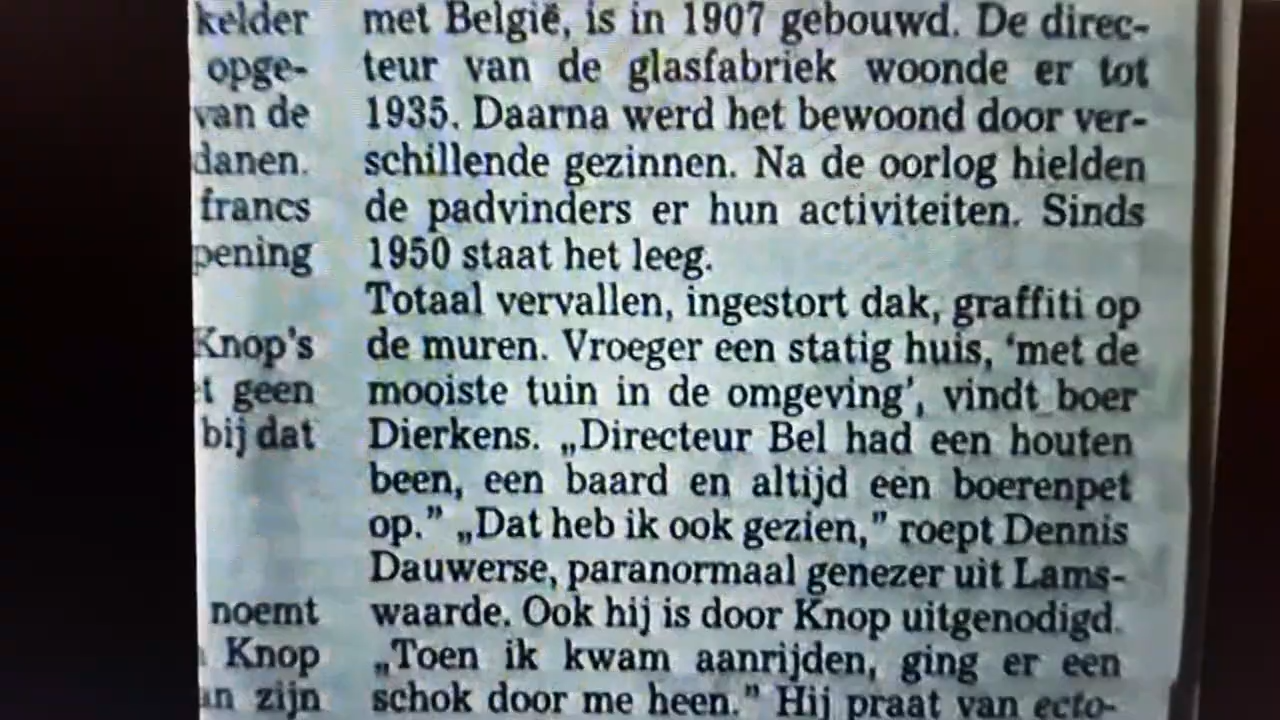 kelder
opge-
van de
danen.
francs
pening
Knop's
geen
bij dat
noemt
Knop
zijn
met België, is in 1907 gebouwd. De direc-
teur van de glasfabriek woonde er tot
1935. Daarna werd het bewoond door ver-
schillende gezinnen. Na de oorlog hielden
de padvinders er hun activiteiten. Sinds
1950 staat het leeg.
Totaal vervallen, ingestort dak, graffiti op
de muren. Vroeger een statig huis, ‘met de
mooiste tuin in de omgeving’, vindt boer
Dierkens. „Directeur Bel had een houten
been, een baard en altijd een boerenpet
op.” „Dat heb ik ook gezien,” roept Dennis
Dauwerse, paranormaal genezer uit Lams-
waarde. Ook hij is door Knop uitgenodigd.
„Toen ik kwam aanrijden, ging er een
schok door me heen.” Hij praat van ecto-